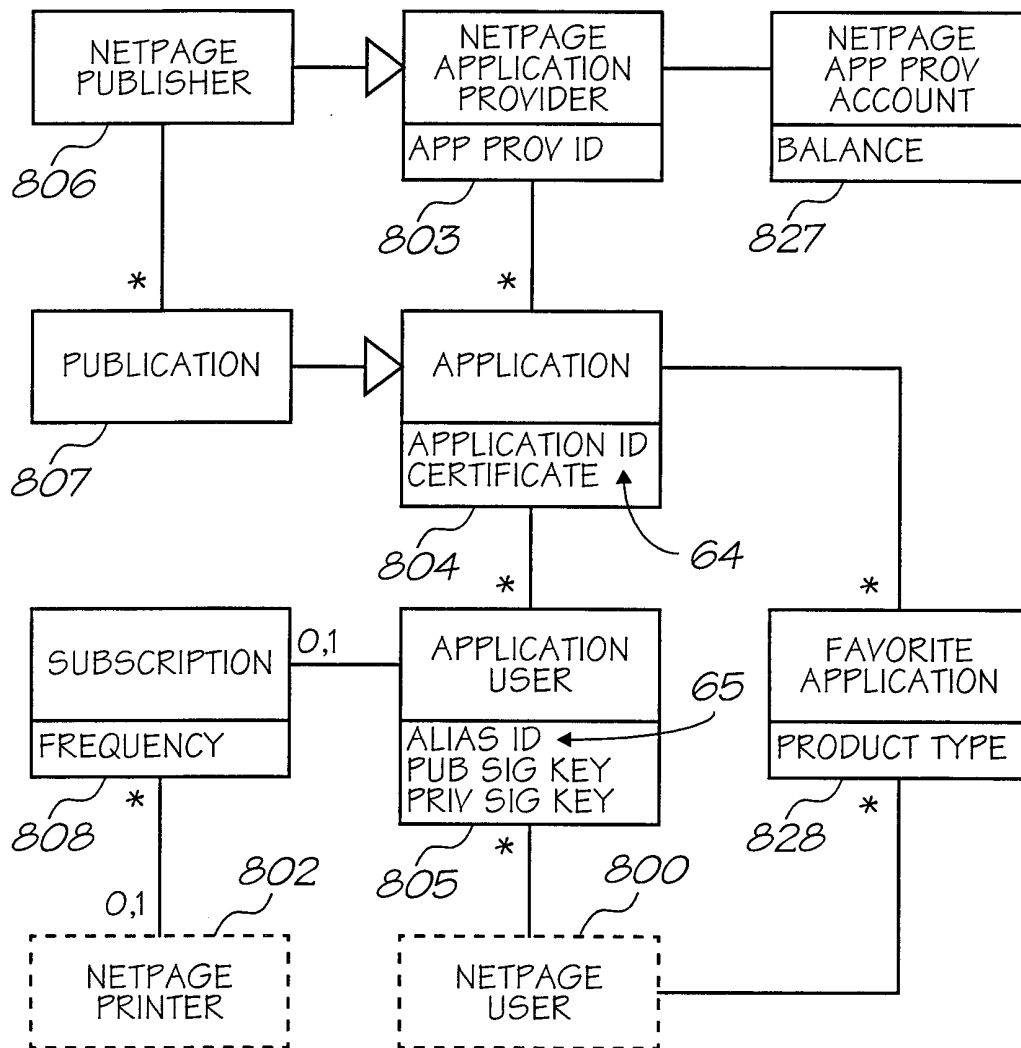 NETPAGE
PUBLISHER
NETPAGE
APPLICATION
PROVIDER
NETPAGE
APP PROV
ACCOUNT
APP PROV ID
BALANCE
806
803
827
*
*
PUBLICATION
APPLICATION
APPLICATION ID
CERTIFICATE
807
804
64
*
*
SUBSCRIPTION
0,1
APPLICATION
USER
FAVORITE
APPLICATION
65
FREQUENCY
ALIAS ID
PUB SIG KEY
PRIV SIG KEY
PRODUCT TYPE
808
*
805
*
828
*
802
800
0,1
NETPAGE
PRINTER
NETPAGE
USER